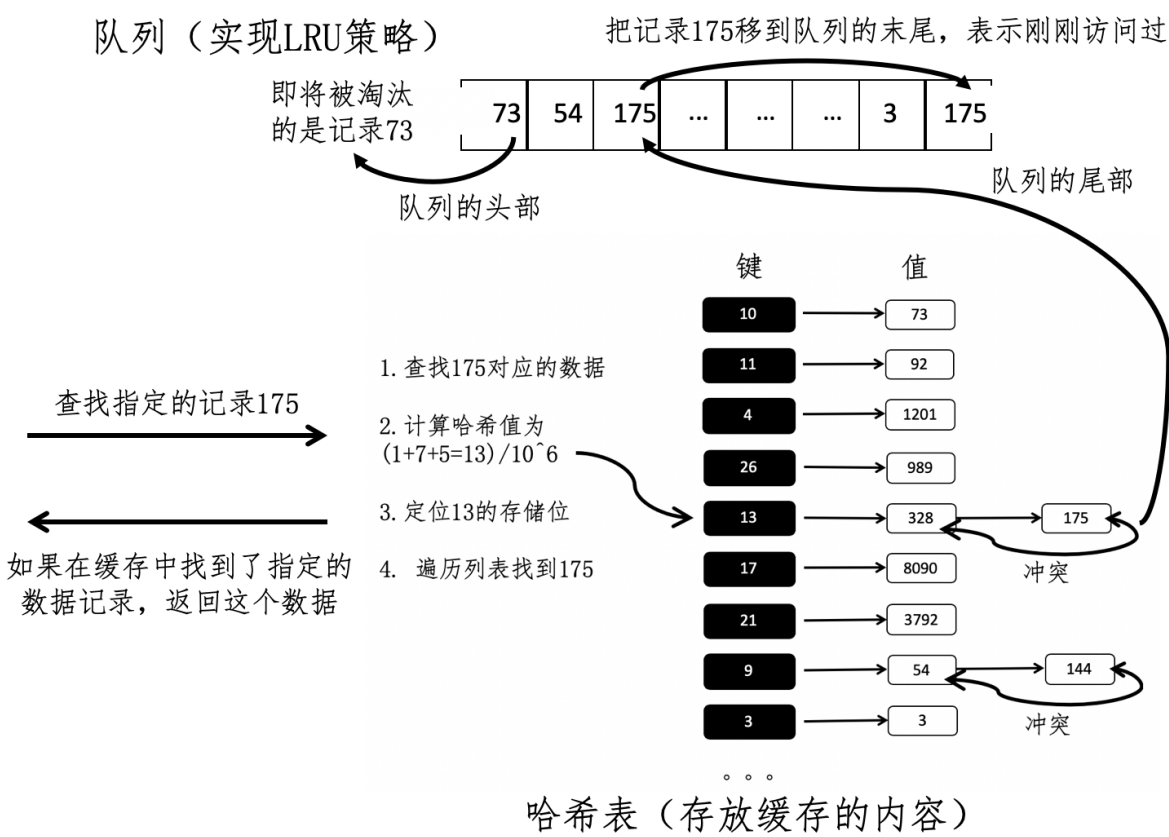 队列（实现LRU策略）
把记录175移到队列的末尾，表示刚刚访问过
即将被淘汰
的是记录73
73 54 175 ... ... ... 3 175
队列的头部
队列的尾部
键 值
10 73
11 92
4 1201
26 989
13 328 175
冲突
17 8090
21 3792
9 54 144
冲突
3 3
。。。
1.查找175对应的数据
2.计算哈希值为
(1+7+5=13)/10^6
3.定位13的存储位
4. 遍历列表找到175
查找指定的记录175
如果在缓存中找到了指定的
数据记录，返回这个数据
哈希表（存放缓存的内容）